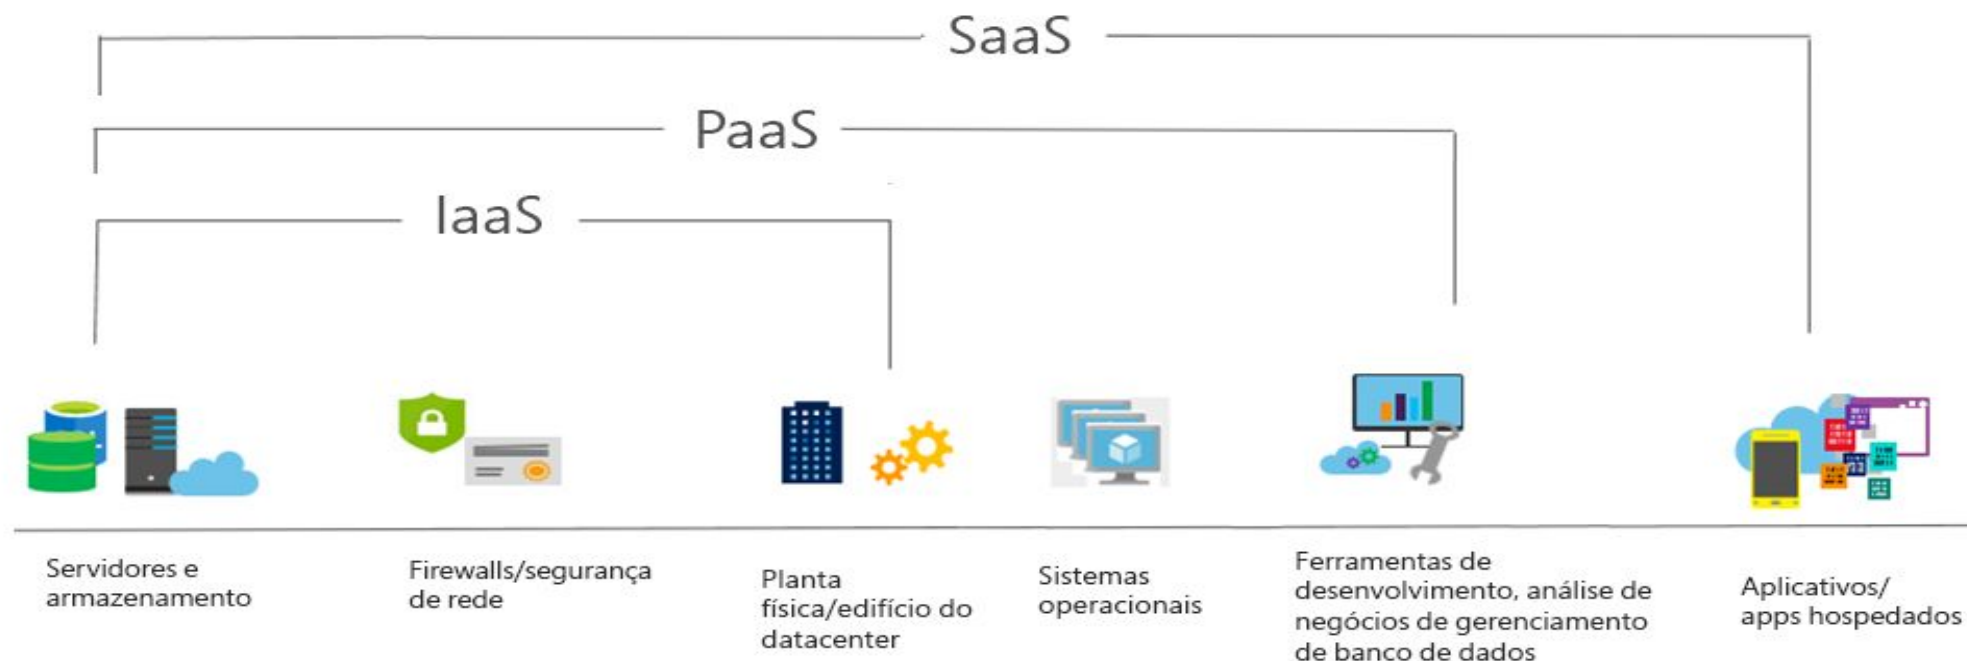 SaaS
PaaS
IaaS
Servidores e
armazenamento
Firewalls/segurança
de rede
Planta
física/edifício do
datacenter
Sistemas
operacionais
Ferramentas de
desenvolvimento, análise de
negócios de gerenciamento
de banco de dados
Aplicativos/
apps hospedados